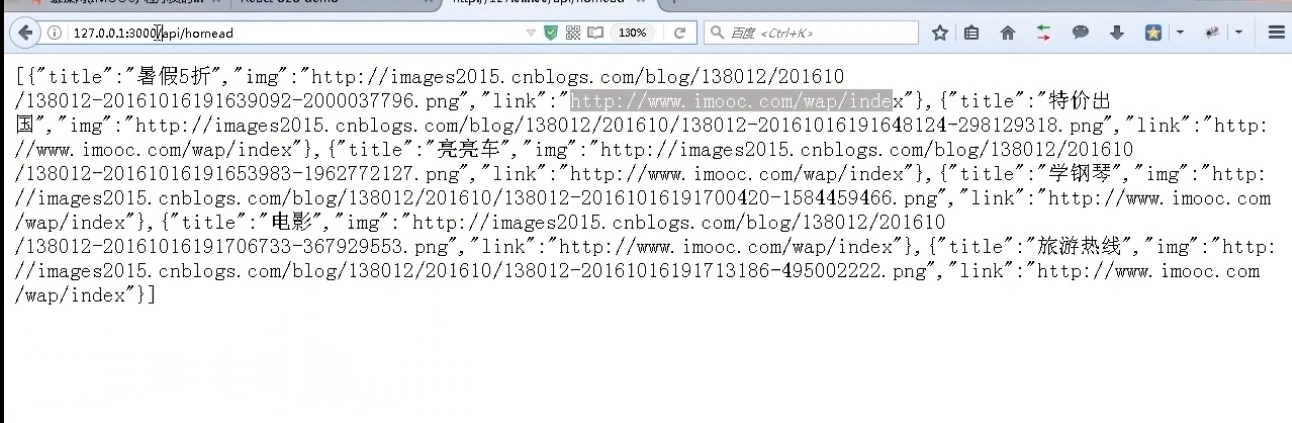 127.0.0.1:3000/api/homead
130%
百度 <Ctrl+K>
[{"title":"暑假5折","img":"http://images2015.cnblogs.com/blog/138012/201610
/138012-20161016191639092-2000037796.png","link":"http://www.imooc.com/wap/index"},{"title":"特价出
国","img":"http://images2015.cnblogs.com/blog/138012/201610/138012-20161016191648124-298129318.png","link":"http:
//www.imooc.com/wap/index"},{"title":"亮亮车","img":"http://images2015.cnblogs.com/blog/138012/201610
/138012-20161016191653983-1962772127.png","link":"http://www.imooc.com/wap/index"},{"title":"学钢琴","img":"http:
//images2015.cnblogs.com/blog/138012/201610/138012-20161016191700420-1584459466.png","link":"http://www.imooc.com
/wap/index"},{"title":"电影","img":"http://images2015.cnblogs.com/blog/138012/201610
/138012-20161016191706733-367929553.png","link":"http://www.imooc.com/wap/index"},{"title":"旅游热线","img":"http:
//images2015.cnblogs.com/blog/138012/201610/138012-20161016191713186-495002222.png","link":"http://www.imooc.com
/wap/index"}]